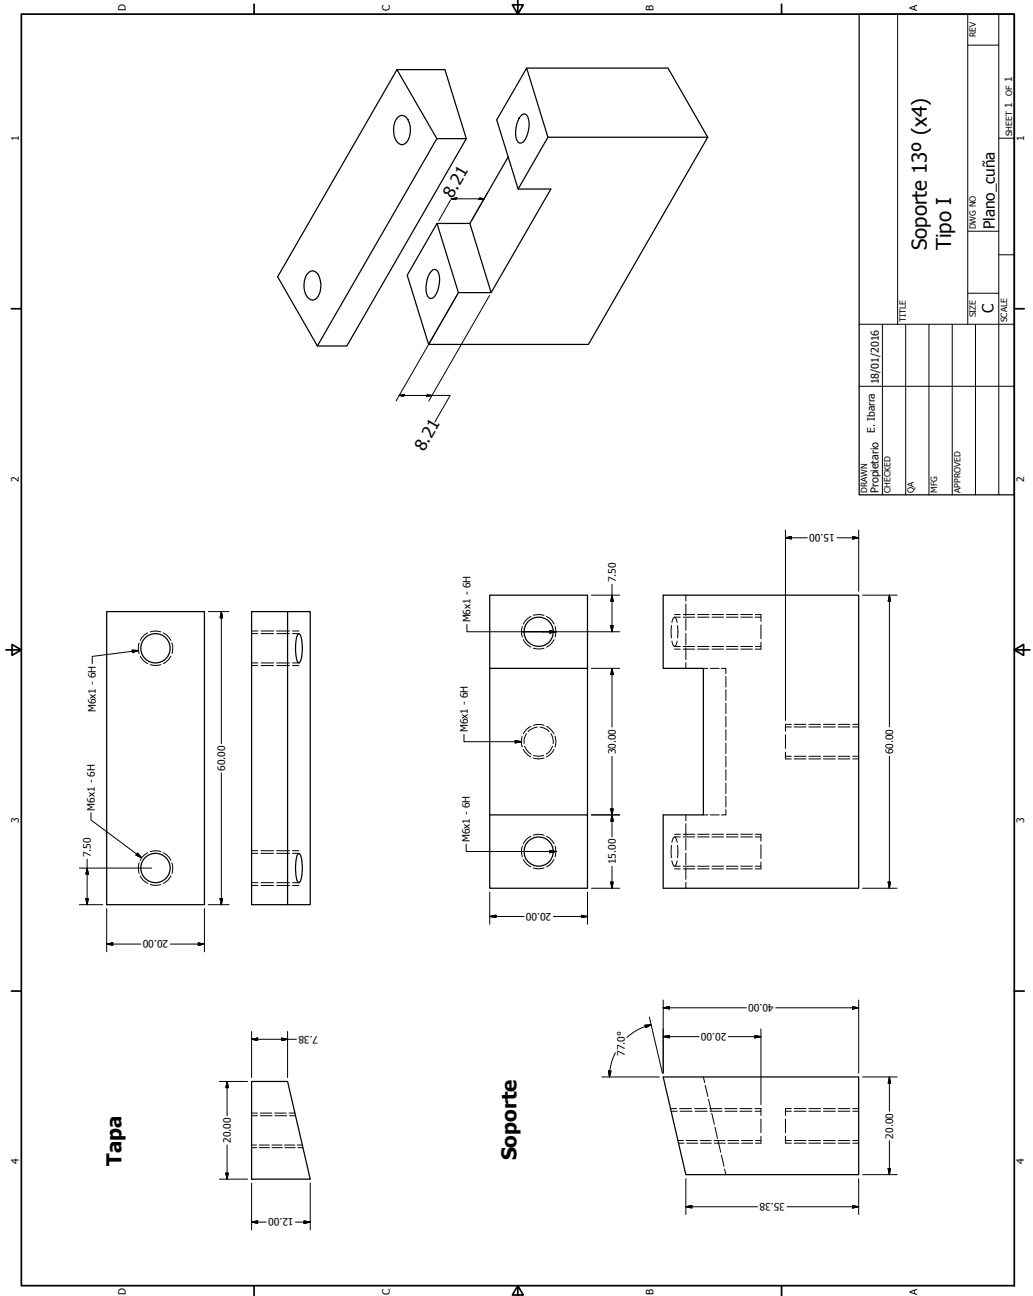 D
C
B
A
1
2
3
4
1
2
3
4
D
C
B
A
Tapa
20.00
7.38
12.00
M6x1 - 6H
M6x1 - 6H
7.50
60.00
20.00
Soporte
77.0°
40.00
20.00
20.00
35.38
M6x1 - 6H
M6x1 - 6H
M6x1 - 6H
7.50
30.00
15.00
20.00
15.00
60.00
8.21
8.21
DRAWN
Propietario E. Ibarra 18/01/2016
CHECKED
QA
MFG
APPROVED
TITLE
Soporte 13º (x4)
Tipo I
SIZE
C
DWG NO
Plano_cuña
REV
SCALE
SHEET 1 OF 1